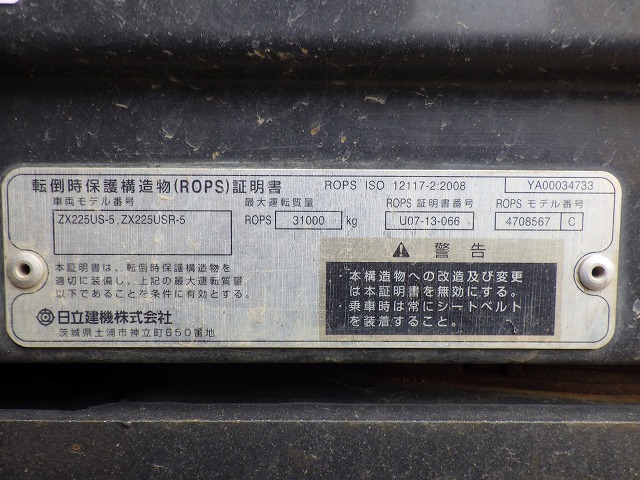 転倒時保護構造物(ROPS)証明書 ROPS ISO 12117-2:2008 YA00034733
車両モデル番号 最大運転質量 ROPS 証明書番号 ROPS モデル番号
ZX225US-5,ZX225USR-5 ROPS 31000 kg U07-13-066 4708567 C
本証明書は、転倒時保護構造物を
適切に装備し、上記の最大運転質量
以下であることを条件に有効とする。
日立建機株式会社
茨城県土浦市神立町650番地
警告
本構造物への改造及び変更
は本証明書を無効にする。
乗車時は常にシートベルト
を装着すること。